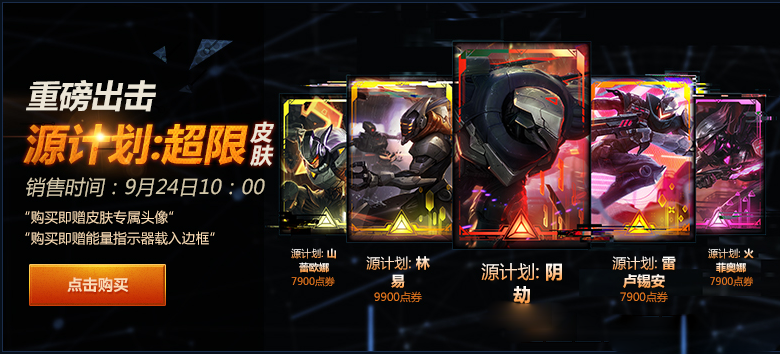 重磅出击
源计划:超限皮肤
销售时间：9月24日10：00
“购买即赠皮肤专属头像“
“购买即赠能量指示器载入边框“
点击购买
源计划: 山
蕾欧娜
7900点券
源计划: 林
易
9900点券
源计划: 阴
劫
源计划: 雷
卢锡安
7900点券
源计划: 火
菲奥娜
7900点券